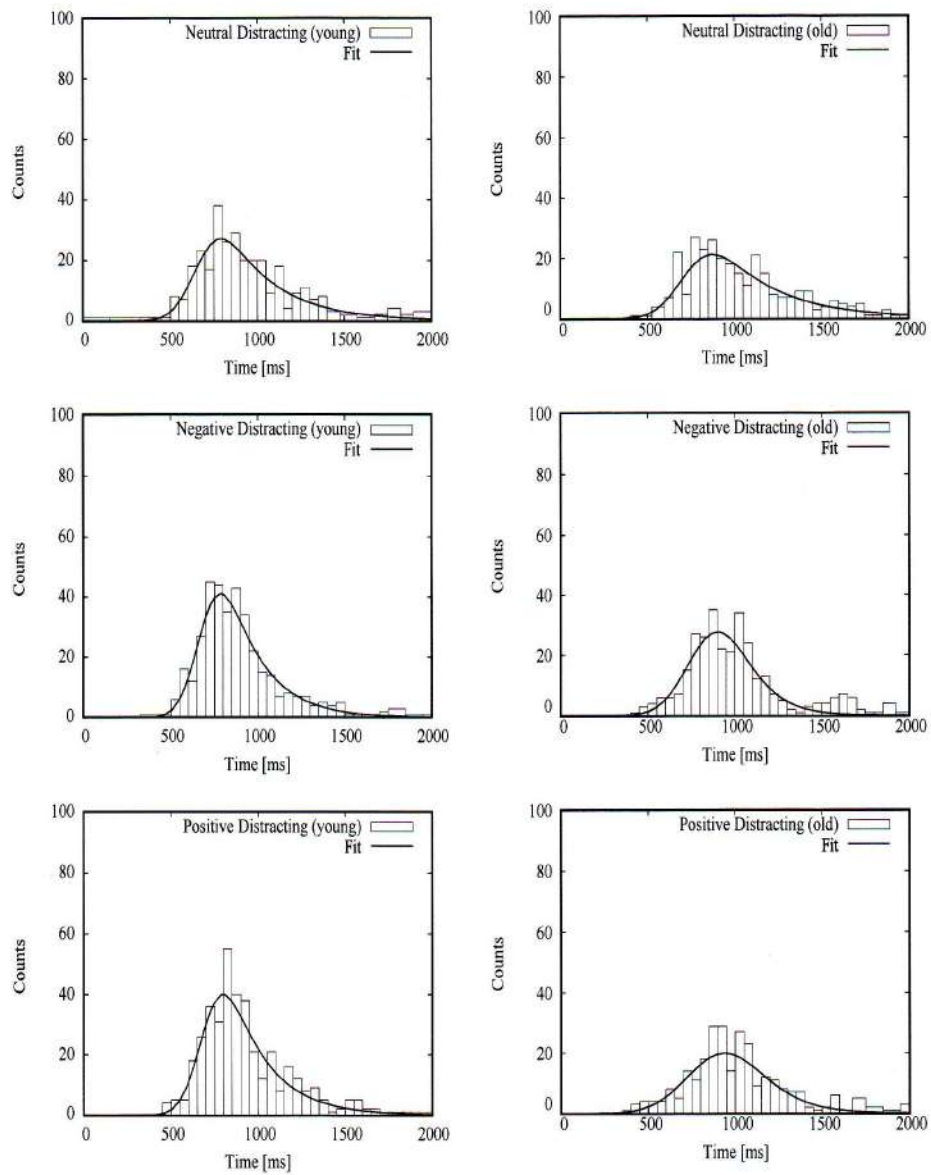 Neutral Distracting (young)
Fit
100
80
60
40
20
0
Counts
0 500 1000 1500 2000
Time [ms]
Neutral Distracting (old)
Fit
100
80
60
40
20
0
Counts
0 500 1000 1500 2000
Time [ms]
Negative Distracting (young)
Fit
100
80
60
40
20
0
Counts
0 500 1000 1500 2000
Time [ms]
Negative Distracting (old)
Fit
100
80
60
40
20
0
Counts
0 500 1000 1500 2000
Time [ms]
Positive Distracting (young)
Fit
100
80
60
40
20
0
Counts
0 500 1000 1500 2000
Time [ms]
Positive Distracting (old)
Fit
100
80
60
40
20
0
Counts
0 500 1000 1500 2000
Time [ms]